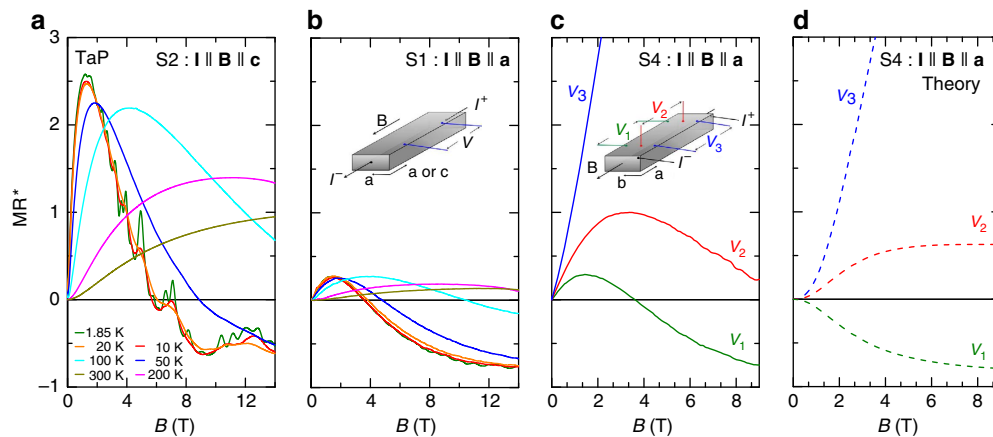 a
b
c
d
TaP
S2 : I || B || c
S1 : I || B || a
S4 : I || B || a
S4 : I || B || a
Theory
MR*
3
2
1
0
−1
1.85 K
20 K
10 K
100 K
50 K
300 K
200 K
0
4
8
12
B (T)
B
I+
V
I−
a
a or c
0
4
8
12
B (T)
V3
V2
V1
I+
V3
B
I−
b
a
V2
V1
0
2
4
6
8
B (T)
V3
V2
V1
0
2
4
6
8
B (T)